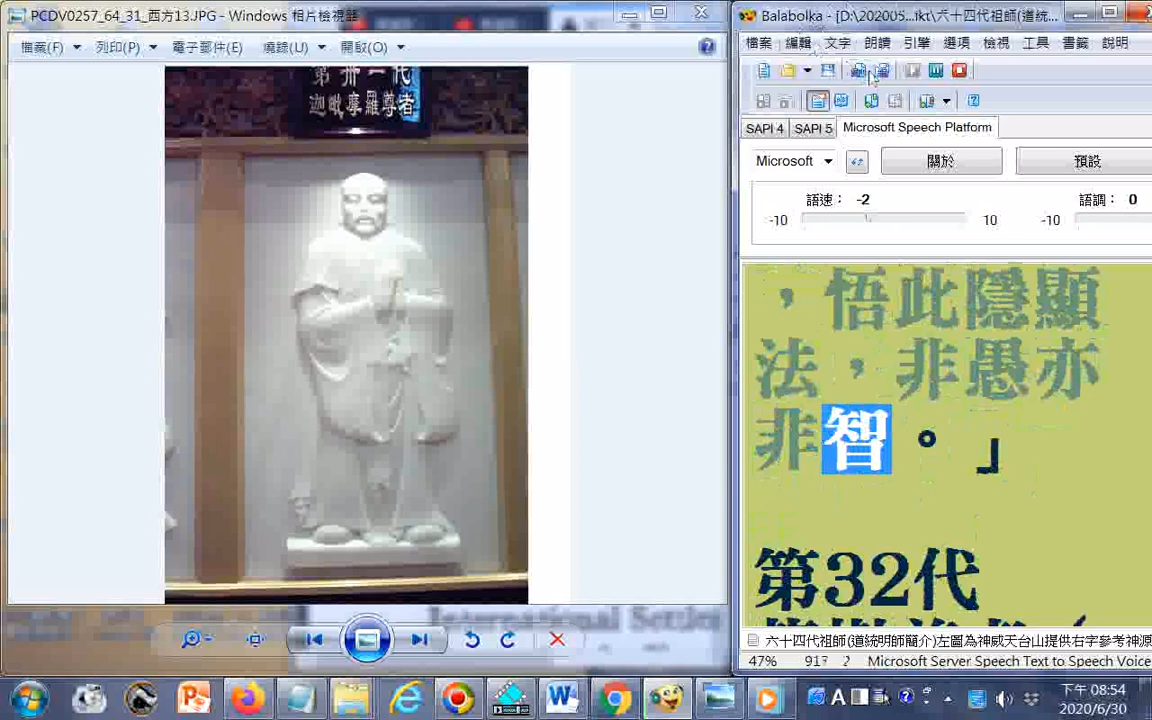 PCDV0257_64_31_西方13.JPG - Windows 相片檢視器
檔案(F) 列印(P) 電子郵件(E) 燒錄(U) 開啟(O)
第卅一代
迦毗摩羅尊者
Balabolka - [D:\202005...ikt\六十四代祖師(道統...
檔案 編輯 文字 朗讀 引擎 選項 檢視 工具 書籤 說明
SAPI 4 SAPI 5 Microsoft Speech Platform
Microsoft 關於 預設
語速： -2 語調： 0
-10 10 -10
，悟此隱顯
法，非愚亦
非智。」
第32代
六十四代祖師(道統明師簡介)左圖為神威天台山提供右字參考神源
47% 917 2 Microsoft Server Speech Text to Speech Voice
下午 08:54
2020/6/30